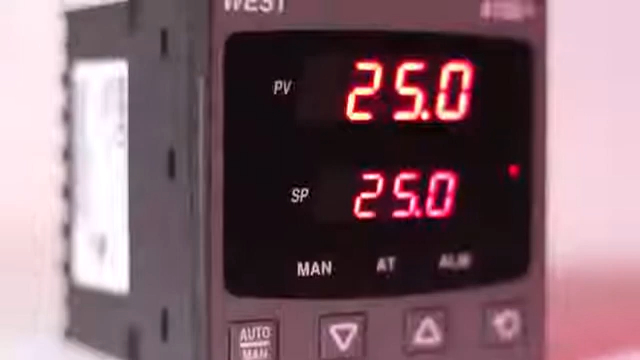 WEST
PV 25.0
SP 25.0
MAN AT ALM
AUTO
MAN